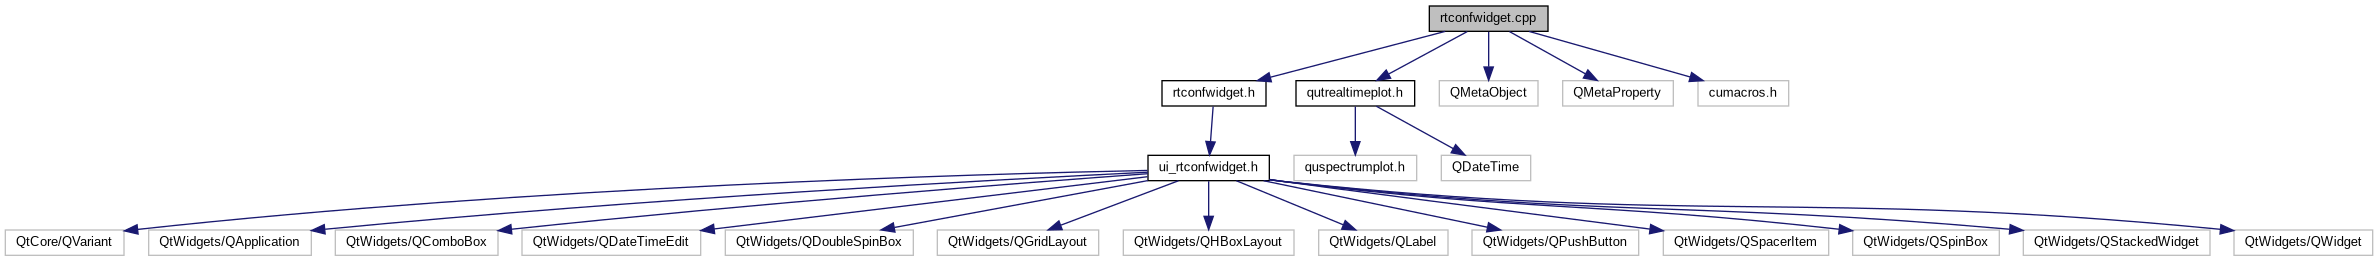 rtconfwidget.cpp
rtconfwidget.h
qutrealtimeplot.h
QMetaObject
QMetaProperty
cumacros.h
ui_rtconfwidget.h
quspectrumplot.h
QDateTime
QtCore/QVariant
QtWidgets/QApplication
QtWidgets/QComboBox
QtWidgets/QDateTimeEdit
QtWidgets/QDoubleSpinBox
QtWidgets/QGridLayout
QtWidgets/QHBoxLayout
QtWidgets/QLabel
QtWidgets/QPushButton
QtWidgets/QSpacerItem
QtWidgets/QSpinBox
QtWidgets/QStackedWidget
QtWidgets/QWidget